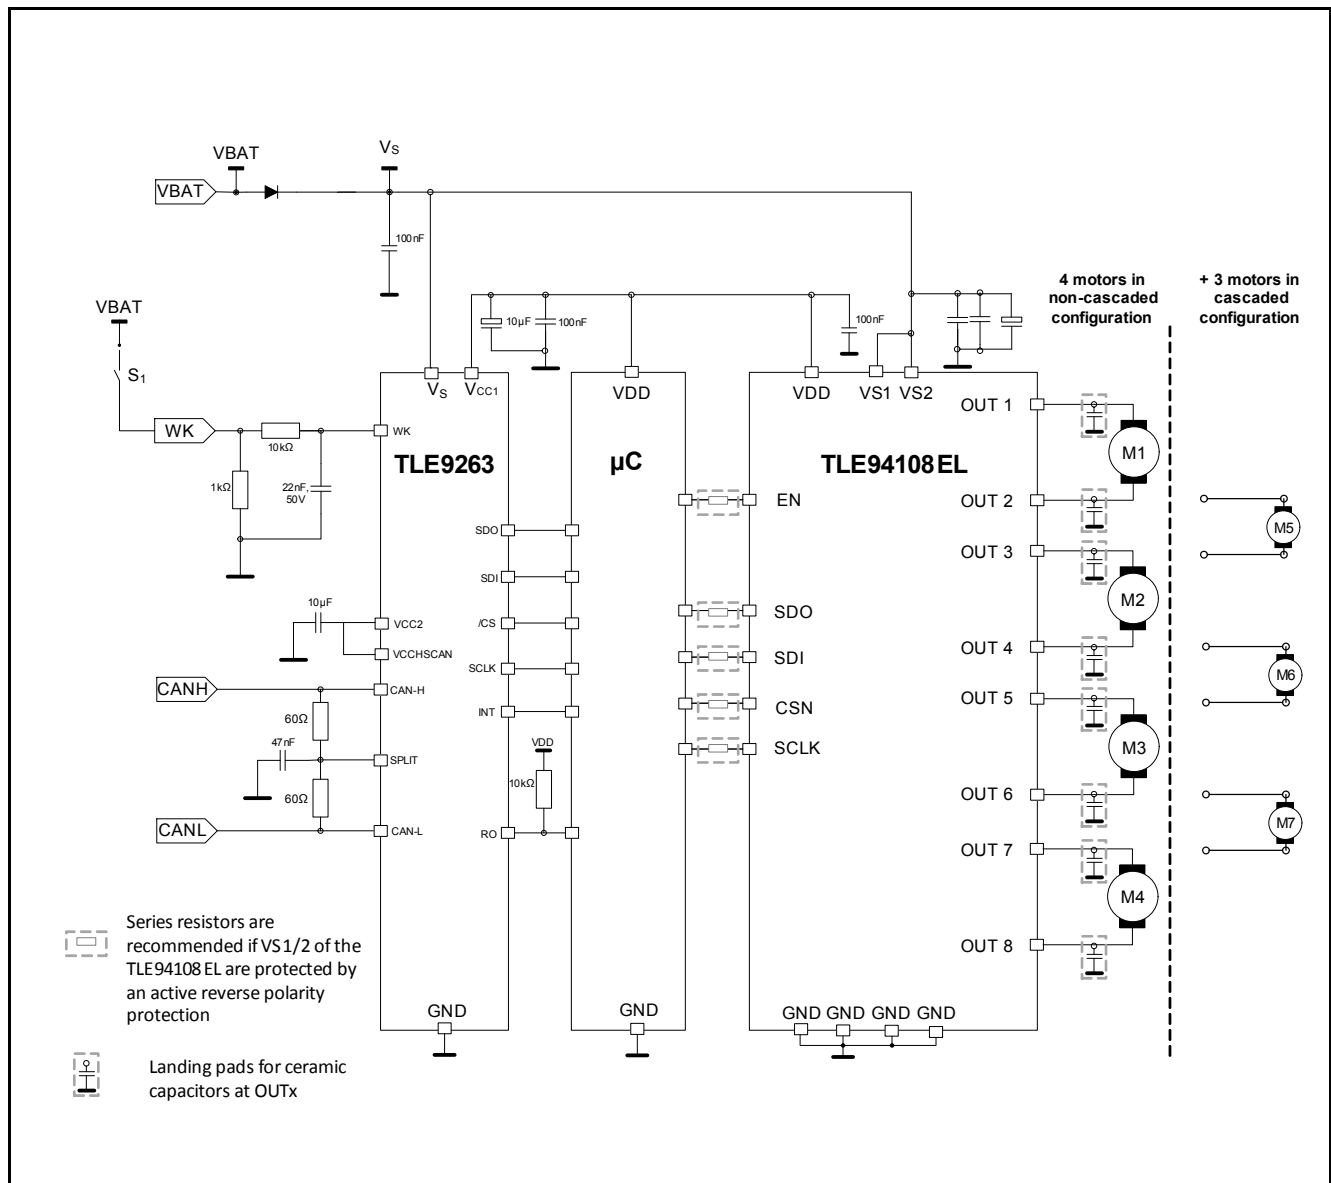 VBAT
VS
VBAT
100nF
4 motors in
non-cascaded
configuration
+ 3 motors in
cascaded
configuration
VBAT
S1
10µF
100nF
100nF
VS
VCC1
VDD
VDD
VS1
VS2
OUT 1
WK
10kΩ
WK
TLE9263
µC
TLE94108EL
M1
1kΩ
22nF,
50V
EN
OUT 2
SDO
M5
OUT 3
SDI
10µF
M2
SDO
VCC2
/CS
VCCHSCAN
OUT 4
SDI
SCLK
M6
CANH
CAN-H
OUT 5
INT
CSN
60Ω
47nF
VDD
SCLK
M3
SPLIT
10kΩ
60Ω
OUT 6
CANL
CAN-L
RO
M7
OUT 7
M4
Series resistors are
recommended if VS1/2 of the
TLE94108EL are protected by
an active reverse polarity
protection
OUT 8
GND
GND
GND GND GND GND
Landing pads for ceramic
capacitors at OUTx